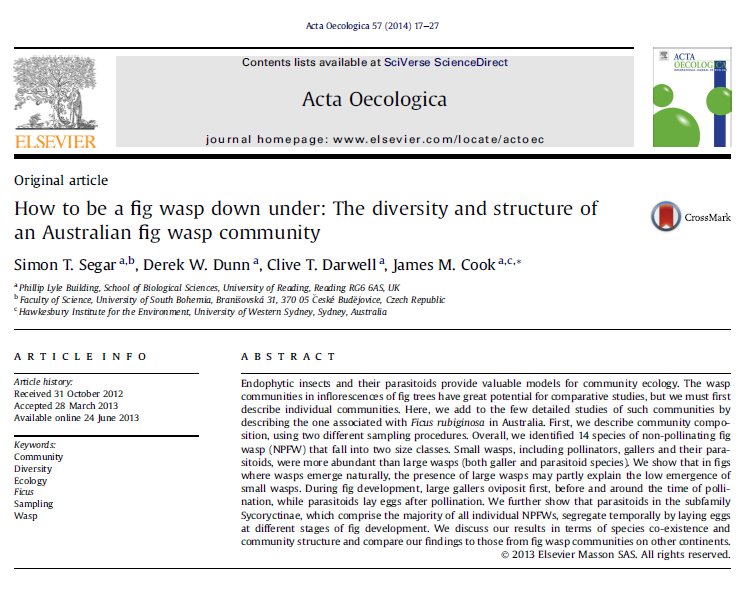 Acta Oecologica 57 (2014) 17–27
Contents lists available at SciVerse ScienceDirect
Acta Oecologica
journal homepage: www.elsevier.com/locate/actoec
ELSEVIER
ACTA
OECOLOGICA
Original article
How to be a fig wasp down under: The diversity and structure of
an Australian fig wasp community
CrossMark
Simon T. Segar a,b, Derek W. Dunn a, Clive T. Darwell a, James M. Cook a,c,*
a Phillip Lyle Building, School of Biological Sciences, University of Reading, Reading RG6 6AS, UK
b Faculty of Science, University of South Bohemia, Branišovská 31, 370 05 České Budějovice, Czech Republic
c Hawkesbury Institute for the Environment, University of Western Sydney, Sydney, Australia
ARTICLE INFO
Article history:
Received 31 October 2012
Accepted 28 March 2013
Available online 24 June 2013
Keywords:
Community
Diversity
Ecology
Ficus
Sampling
Wasp
ABSTRACT
Endophytic insects and their parasitoids provide valuable models for community ecology. The wasp
communities in inflorescences of fig trees have great potential for comparative studies, but we must first
describe individual communities. Here, we add to the few detailed studies of such communities by
describing the one associated with Ficus rubiginosa in Australia. First, we describe community compo-
sition, using two different sampling procedures. Overall, we identified 14 species of non-pollinating fig
wasp (NPFW) that fall into two size classes. Small wasps, including pollinators, gallers and their para-
sitoids, were more abundant than large wasps (both galler and parasitoid species). We show that in figs
where wasps emerge naturally, the presence of large wasps may partly explain the low emergence of
small wasps. During fig development, large gallers oviposit first, before and around the time of polli-
nation, while parasitoids lay eggs after pollination. We further show that parasitoids in the subfamily
Sycoryctinae, which comprise the majority of all individual NPFWs, segregate temporally by laying eggs
at different stages of fig development. We discuss our results in terms of species co-existence and
community structure and compare our findings to those from fig wasp communities on other continents.
© 2013 Elsevier Masson SAS. All rights reserved.